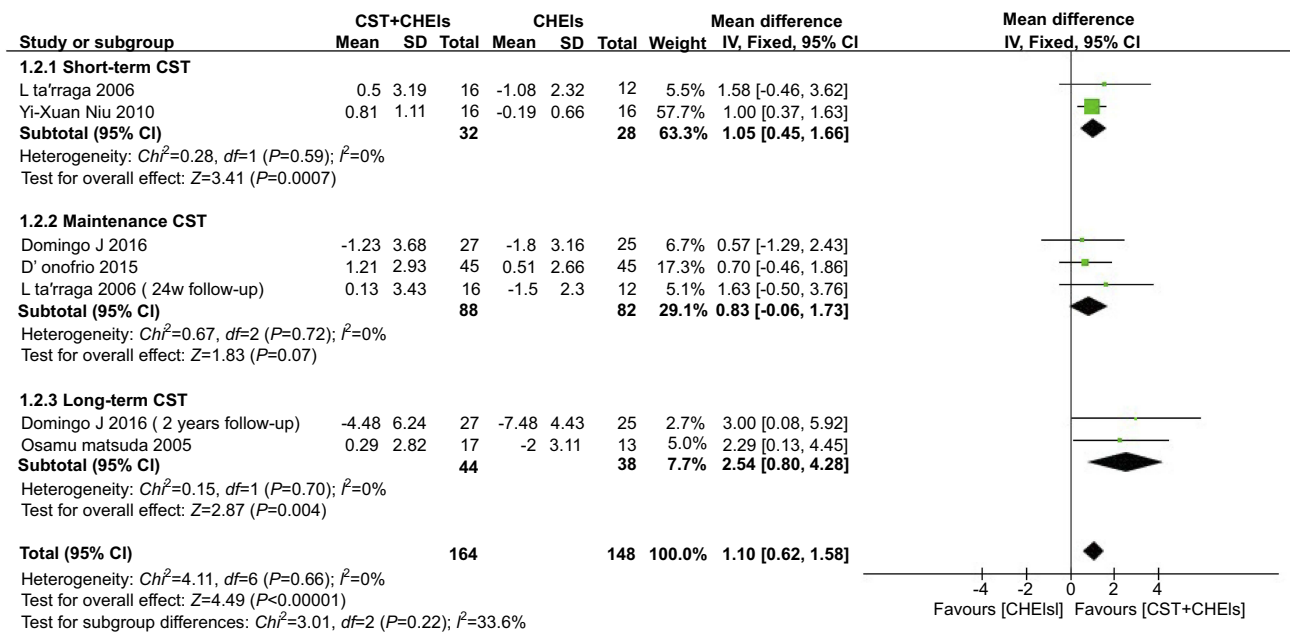 CST+CHEIs CHEIs Mean difference Mean difference
Study or subgroup Mean SD Total Mean SD Total Weight IV, Fixed, 95% CI IV, Fixed, 95% CI
1.2.1 Short-term CST
L ta'rraga 2006 0.5 3.19 16 -1.08 2.32 12 5.5% 1.58 [-0.46, 3.62]
Yi-Xuan Niu 2010 0.81 1.11 16 -0.19 0.66 16 57.7% 1.00 [0.37, 1.63]
Subtotal (95% CI) 32 28 63.3% 1.05 [0.45, 1.66]
Heterogeneity: Chi²=0.28, df=1 (P=0.59); I²=0%
Test for overall effect: Z=3.41 (P=0.0007)
1.2.2 Maintenance CST
Domingo J 2016 -1.23 3.68 27 -1.8 3.16 25 6.7% 0.57 [-1.29, 2.43]
D' onofrio 2015 1.21 2.93 45 0.51 2.66 45 17.3% 0.70 [-0.46, 1.86]
L ta'rraga 2006 ( 24w follow-up) 0.13 3.43 16 -1.5 2.3 12 5.1% 1.63 [-0.50, 3.76]
Subtotal (95% CI) 88 82 29.1% 0.83 [-0.06, 1.73]
Heterogeneity: Chi²=0.67, df=2 (P=0.72); I²=0%
Test for overall effect: Z=1.83 (P=0.07)
1.2.3 Long-term CST
Domingo J 2016 ( 2 years follow-up) -4.48 6.24 27 -7.48 4.43 25 2.7% 3.00 [0.08, 5.92]
Osamu matsuda 2005 0.29 2.82 17 -2 3.11 13 5.0% 2.29 [0.13, 4.45]
Subtotal (95% CI) 44 38 7.7% 2.54 [0.80, 4.28]
Heterogeneity: Chi²=0.15, df=1 (P=0.70); I²=0%
Test for overall effect: Z=2.87 (P=0.004)
Total (95% CI) 164 148 100.0% 1.10 [0.62, 1.58]
Heterogeneity: Chi²=4.11, df=6 (P=0.66); I²=0%
Test for overall effect: Z=4.49 (P<0.00001)
Test for subgroup differences: Chi²=3.01, df=2 (P=0.22); I²=33.6%
-4 -2 0 2 4
Favours [CHEIsl] Favours [CST+CHEIs]